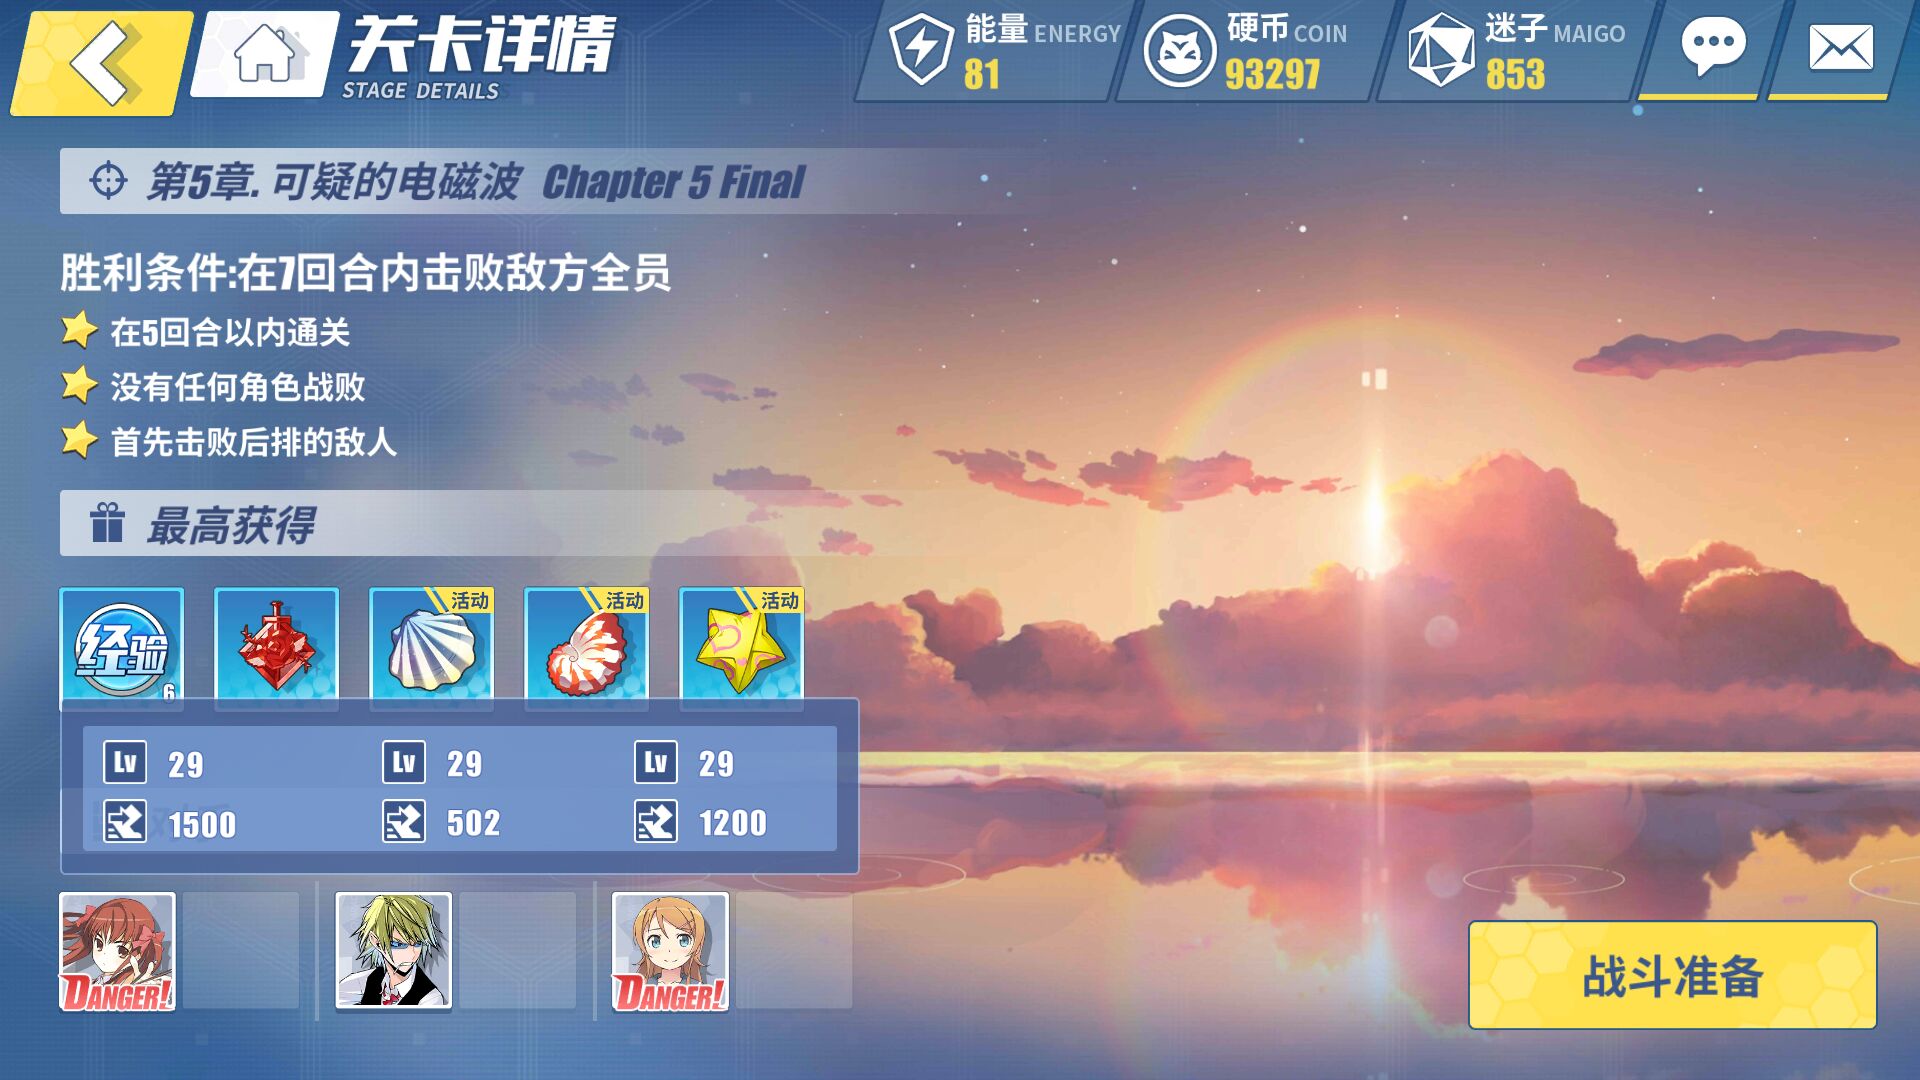 关卡详情
STAGE DETAILS
能量 ENERGY
81
硬币 COIN
93297
迷子 MAIGO
853
第5章. 可疑的电磁波 Chapter 5 Final
胜利条件:在7回合内击败敌方全员
在5回合以内通关
没有任何角色战败
首先击败后排的敌人
最高获得
经验
6
活动
活动
活动
Lv 29
Lv 29
Lv 29
1500
502
1200
DANGER!
DANGER!
战斗准备